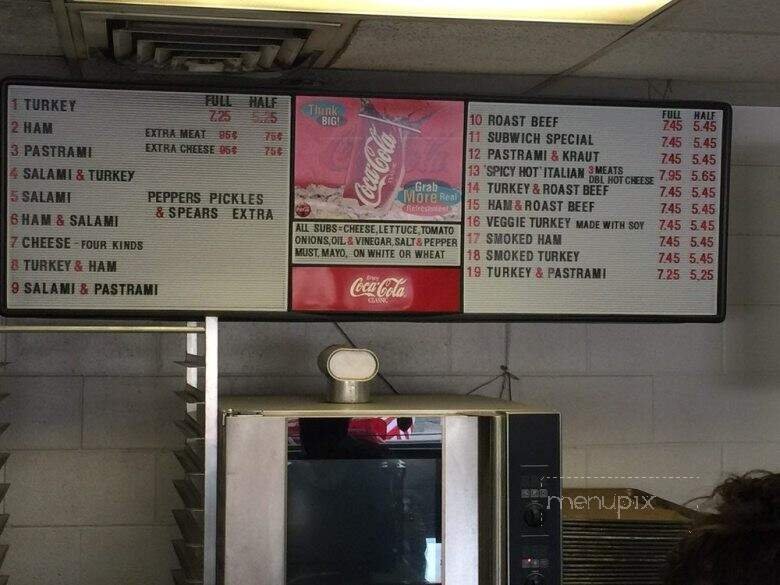 FULL HALF
1 TURKEY 7.25 5.25
2 HAM EXTRA MEAT 95¢ 75¢
3 PASTRAMI EXTRA CHEESE 95¢ 75¢
4 SALAMI & TURKEY
5 SALAMI PEPPERS PICKLES
6 HAM & SALAMI & SPEARS EXTRA
7 CHEESE - FOUR KINDS
8 TURKEY & HAM
9 SALAMI & PASTRAMI
Think BIG!
Coca-Cola
Grab More Real Refreshment
ALL SUBS=CHEESE,LETTUCE,TOMATO
ONIONS,OIL & VINEGAR, SALT & PEPPER
MUST, MAYO, ON WHITE OR WHEAT
Enjoy
Coca-Cola
CLASSIC
FULL HALF
10 ROAST BEEF 7.45 5.45
11 SUBWICH SPECIAL 7.45 5.45
12 PASTRAMI & KRAUT 7.45 5.45
13 "SPICY HOT" ITALIAN 3 MEATS DBL HOT CHEESE 7.95 5.65
14 TURKEY & ROAST BEEF 7.45 5.45
15 HAM & ROAST BEEF 7.45 5.45
16 VEGGIE TURKEY MADE WITH SOY 7.45 5.45
17 SMOKED HAM 7.45 5.45
18 SMOKED TURKEY 7.45 5.45
19 TURKEY & PASTRAMI 7.25 5.25
menupix